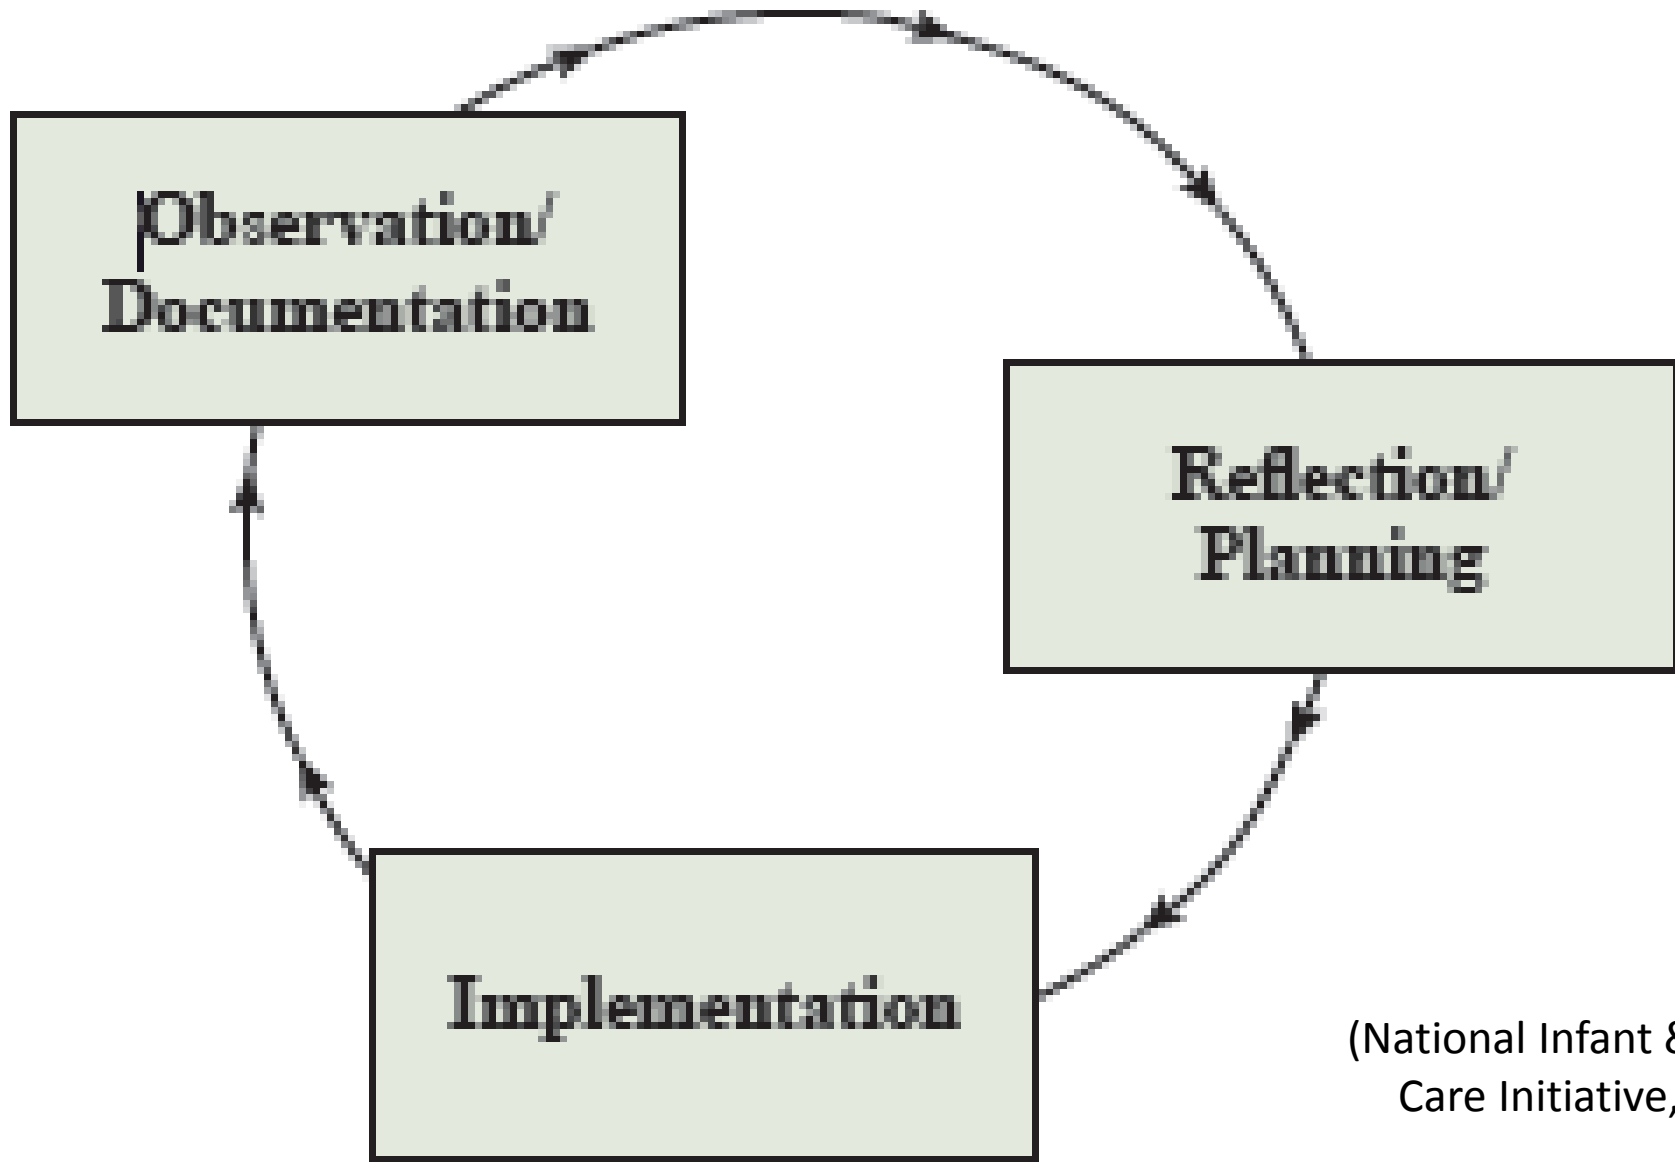 Observation/
Documentation
Reflection/
Planning
Implementation
(National Infant &
Care Initiative,